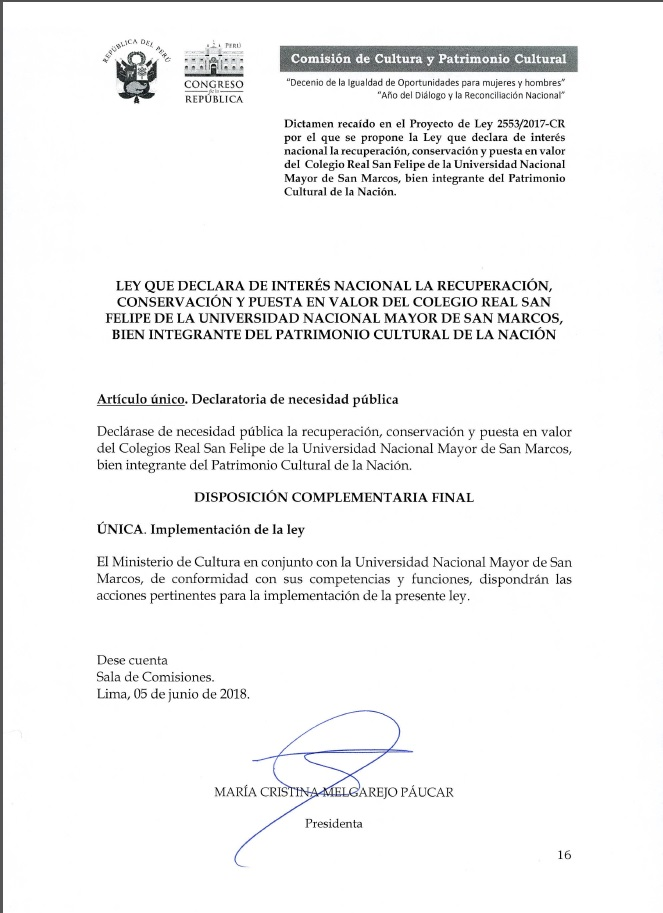 REPÚBLICA DEL PERÚ
PERÚ
CONGRESO
de la
REPÚBLICA
Comisión de Cultura y Patrimonio Cultural
"Decenio de la Igualdad de Oportunidades para mujeres y hombres"
"Año del Diálogo y la Reconciliación Nacional"
Dictamen recaído en el Proyecto de Ley 2553/2017-CR
por el que se propone la Ley que declara de interés
nacional la recuperación, conservación y puesta en valor
del Colegio Real San Felipe de la Universidad Nacional
Mayor de San Marcos, bien integrante del Patrimonio
Cultural de la Nación.
LEY QUE DECLARA DE INTERÉS NACIONAL LA RECUPERACIÓN,
CONSERVACIÓN Y PUESTA EN VALOR DEL COLEGIO REAL SAN
FELIPE DE LA UNIVERSIDAD NACIONAL MAYOR DE SAN MARCOS,
BIEN INTEGRANTE DEL PATRIMONIO CULTURAL DE LA NACIÓN
Artículo único. Declaratoria de necesidad pública
Declárase de necesidad pública la recuperación, conservación y puesta en valor
del Colegios Real San Felipe de la Universidad Nacional Mayor de San Marcos,
bien integrante del Patrimonio Cultural de la Nación.
DISPOSICIÓN COMPLEMENTARIA FINAL
ÚNICA. Implementación de la ley
El Ministerio de Cultura en conjunto con la Universidad Nacional Mayor de San
Marcos, de conformidad con sus competencias y funciones, dispondrán las
acciones pertinentes para la implementación de la presente ley.
Dese cuenta
Sala de Comisiones.
Lima, 05 de junio de 2018.
MARÍA CRISTINA MELGAREJO PÁUCAR
Presidenta
16